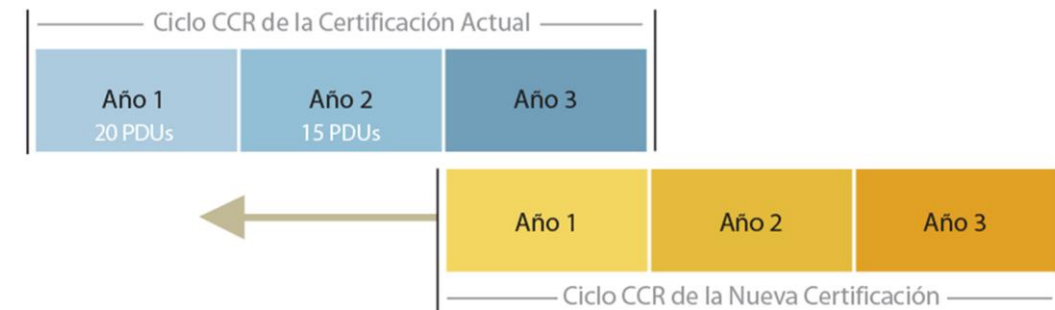 Ciclo CCR de la Certificación Actual
Año 1
20 PDUs
Año 2
15 PDUs
Año 3
Año 1
Año 2
Año 3
Ciclo CCR de la Nueva Certificación